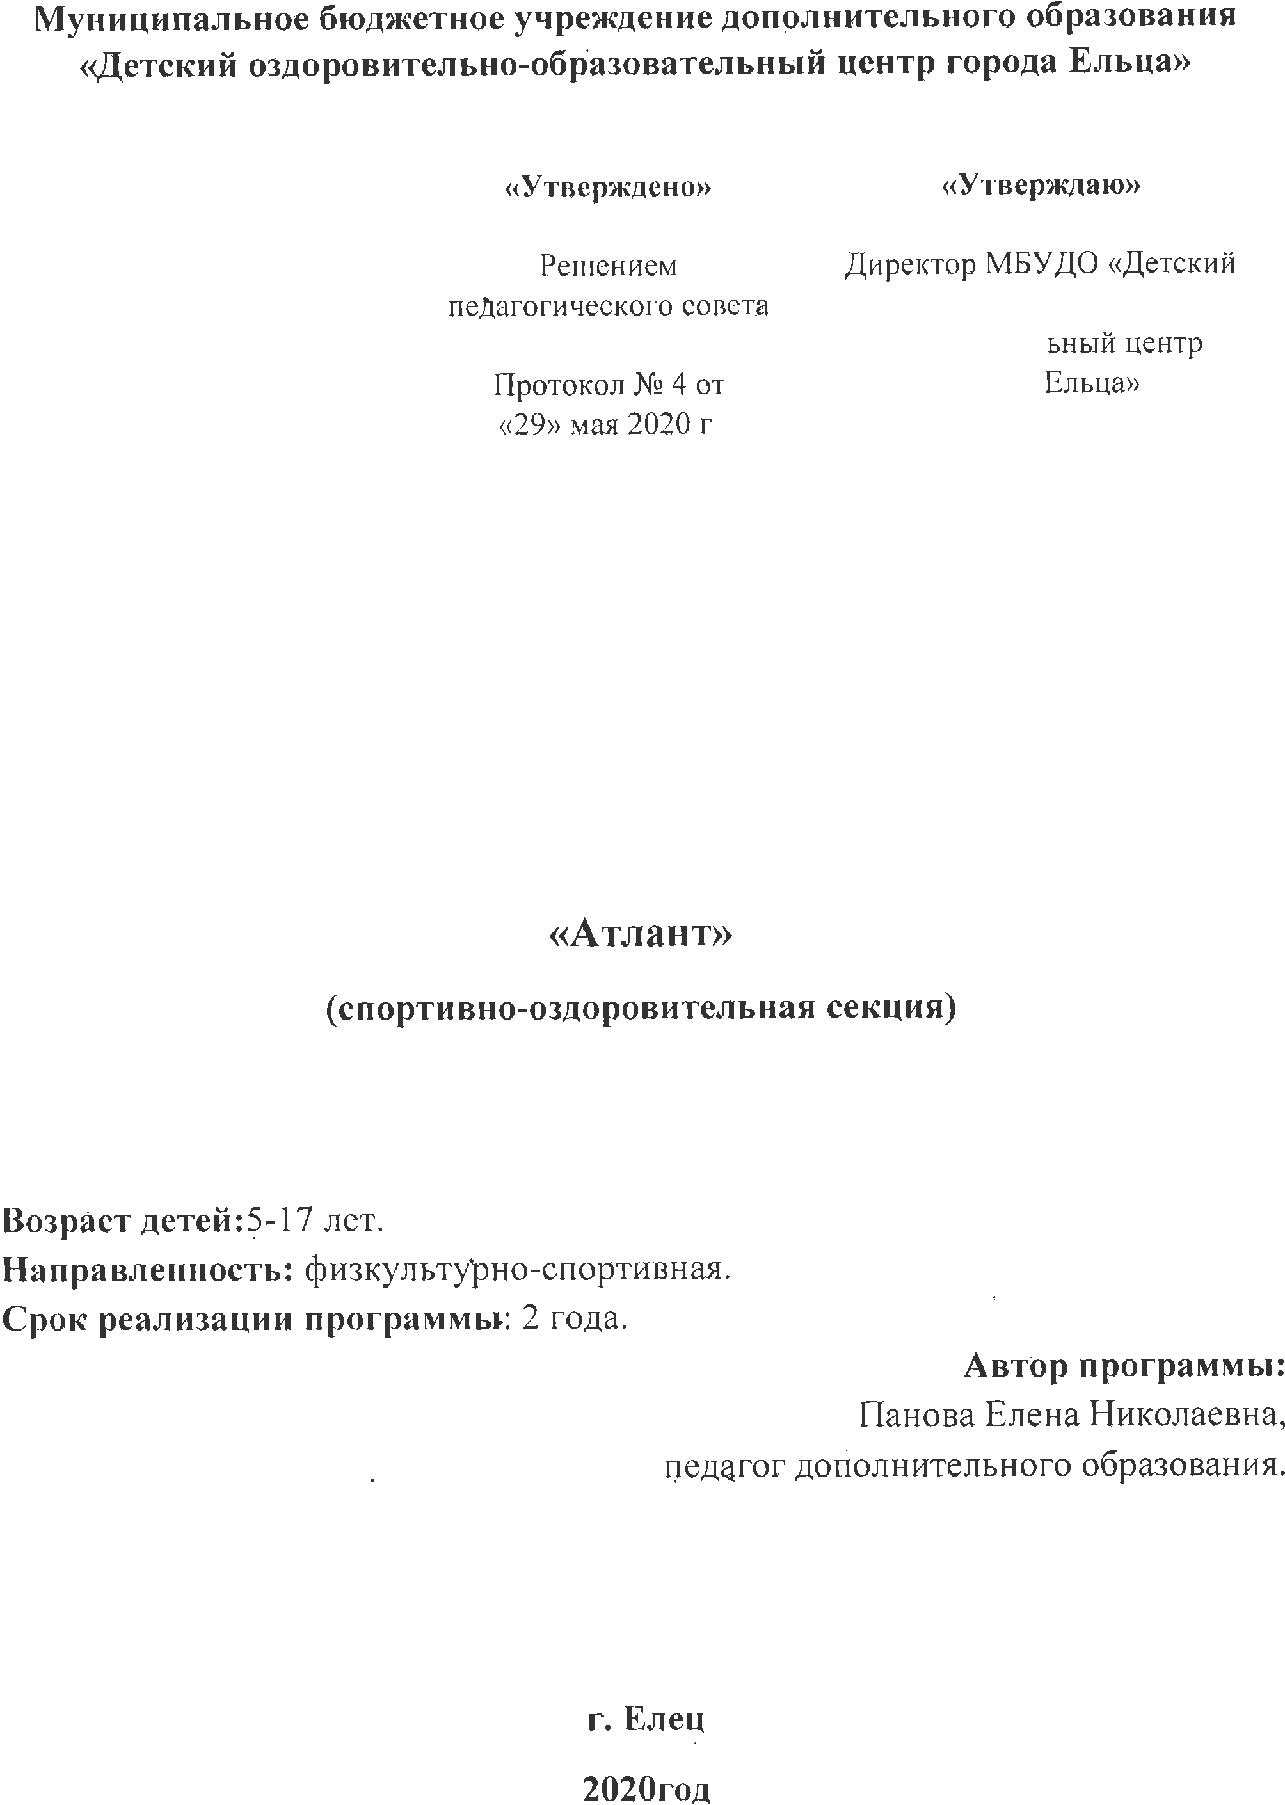 Муниципальное бюджетное учреждение дополнительного образования
«Детский оздоровительно-образовательный центр города Ельца»
«Утверждено»
Решением
педагогического совета
Протокол № 4 от
«29» мая 2020 г
«Утверждаю»
Директор МБУДО «Детский
ьный центр
Ельца»
«Атлант»
(спортивно-оздоровительная секция)
Возраст детей:5-17 лет.
Направленность: физкультурно-спортивная.
Срок реализации программы: 2 года.
Автор программы:
Панова Елена Николаевна,
педагог дополнительного образования.
г. Елец
2020год